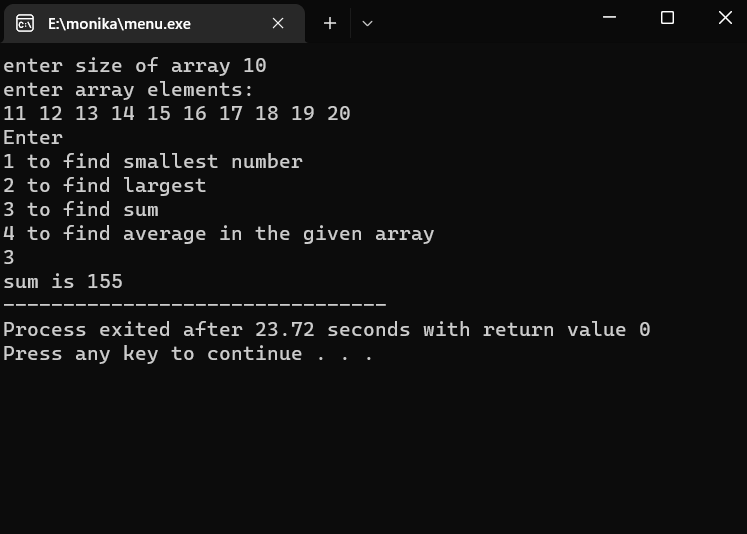 E:\monika\menu.exe
enter size of array 10
enter array elements:
11 12 13 14 15 16 17 18 19 20
Enter
1 to find smallest number
2 to find largest
3 to find sum
4 to find average in the given array
3
sum is 155
--------------------------------
Process exited after 23.72 seconds with return value 0
Press any key to continue . . .